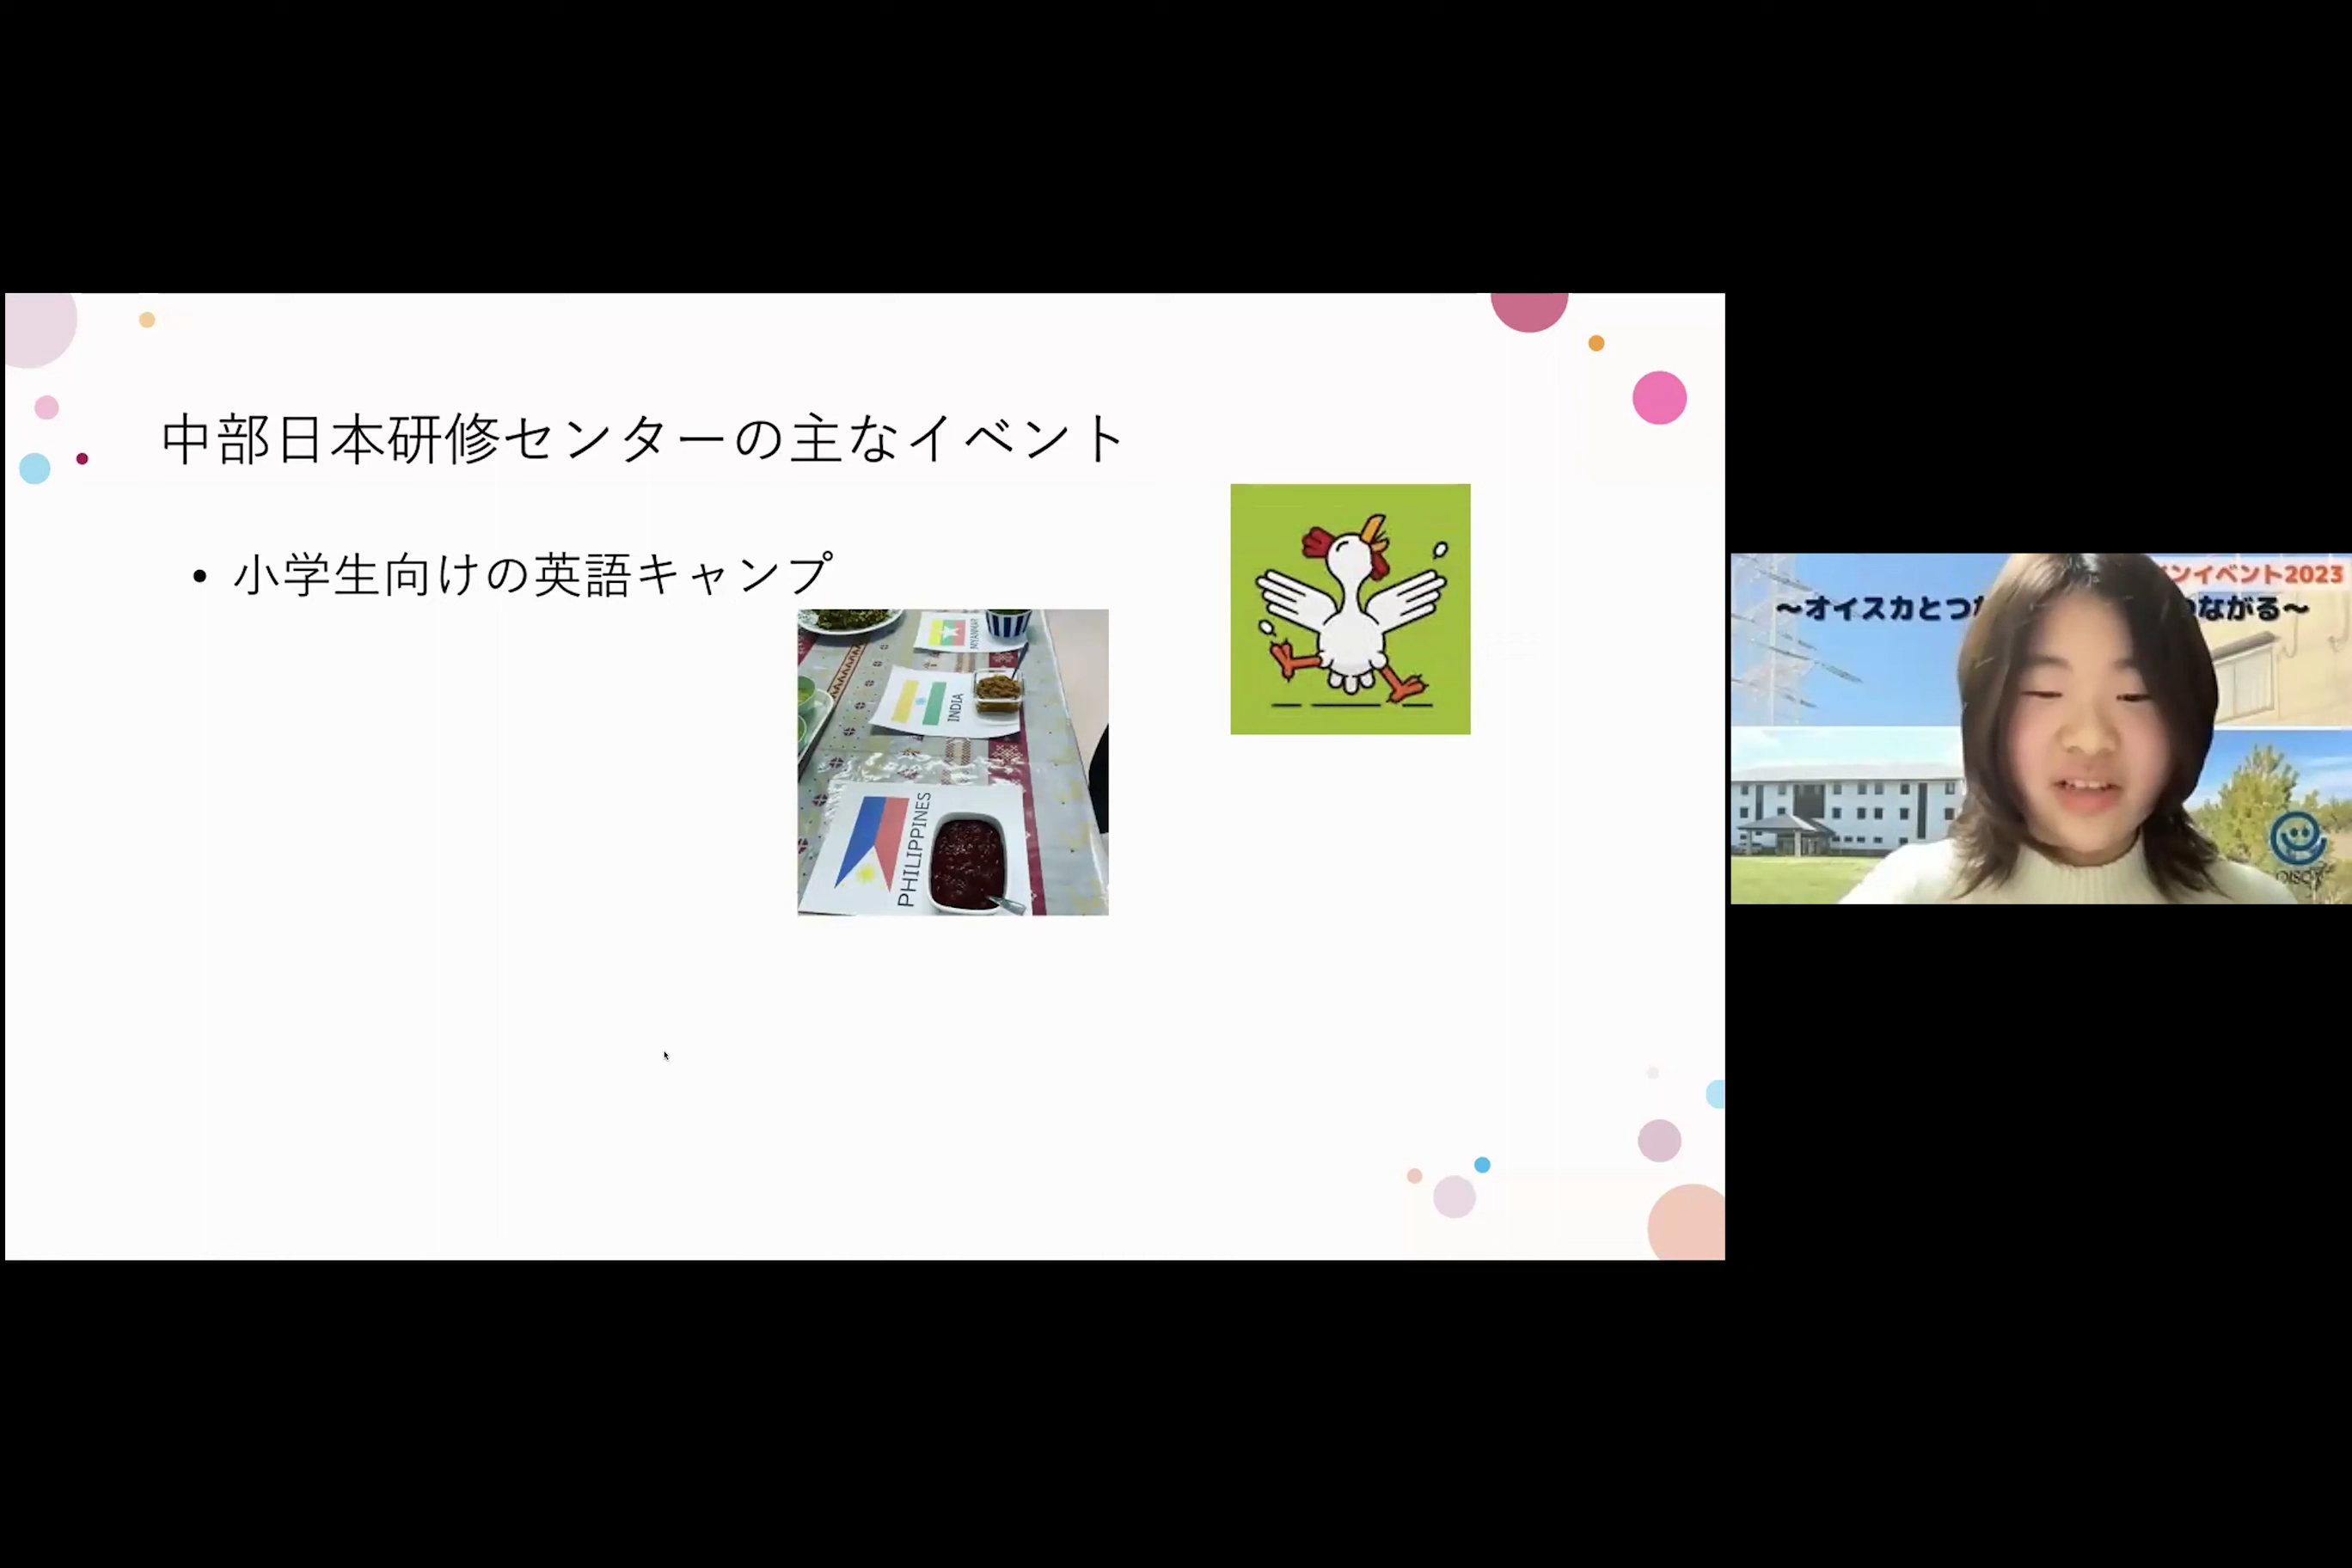 中部日本研修センターの主なイベント
• 小学生向けの英語キャンプ
MYANMAR
INDIA
PHILIPPINES
ンイベント2023
～オイスカとつ
ながる～
OISCA